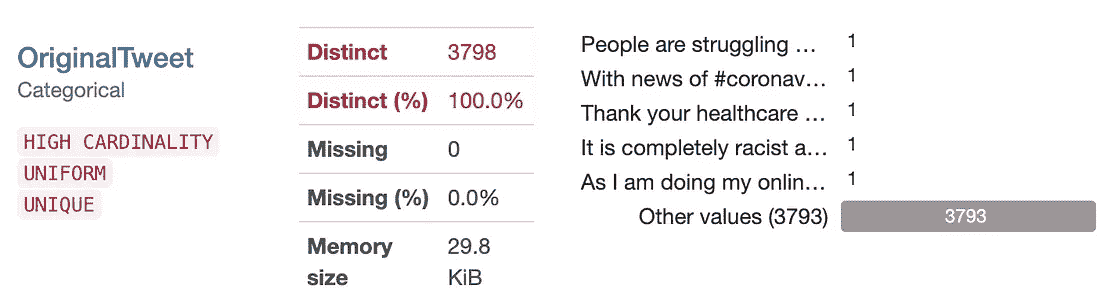 OriginalTweet
Categorical
HIGH CARDINALITY
UNIFORM
UNIQUE
Distinct 3798
Distinct (%) 100.0%
Missing 0
Missing (%) 0.0%
Memory size 29.8 KiB
People are struggling ... 1
With news of #coronav... 1
Thank your healthcare ... 1
It is completely racist a... 1
As I am doing my onlin... 1
Other values (3793) 3793